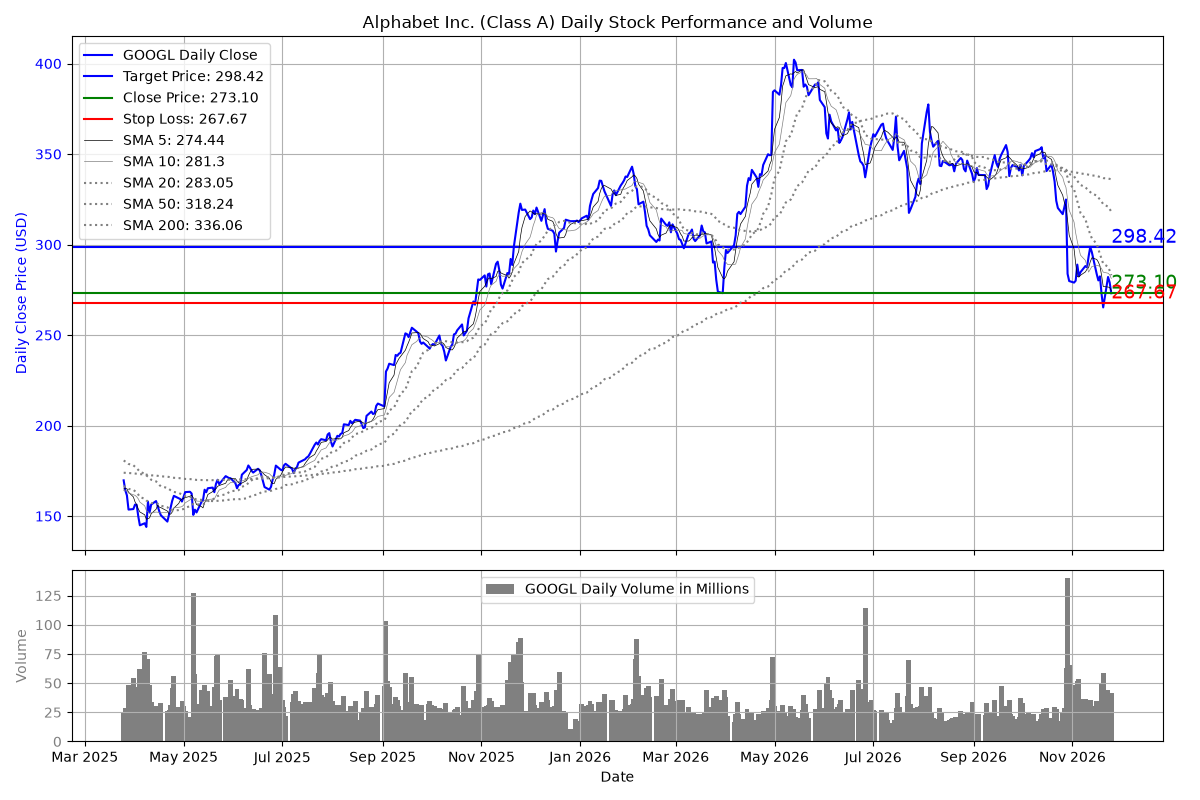 Alphabet Inc. (Class A) Daily Stock Performance and Volume
GOOGL Daily Close
Target Price: 298.42
Close Price: 273.10
Stop Loss: 267.67
SMA 5: 274.44
SMA 10: 281.3
SMA 20: 283.05
SMA 50: 318.24
SMA 200: 336.06
400
350
300
250
200
150
Daily Close Price (USD)
298.42
273.10
267.67
GOOGL Daily Volume in Millions
125
100
75
50
25
0
Volume
Mar 2025
May 2025
Jul 2025
Sep 2025
Nov 2025
Jan 2026
Mar 2026
May 2026
Jul 2026
Sep 2026
Nov 2026
Date